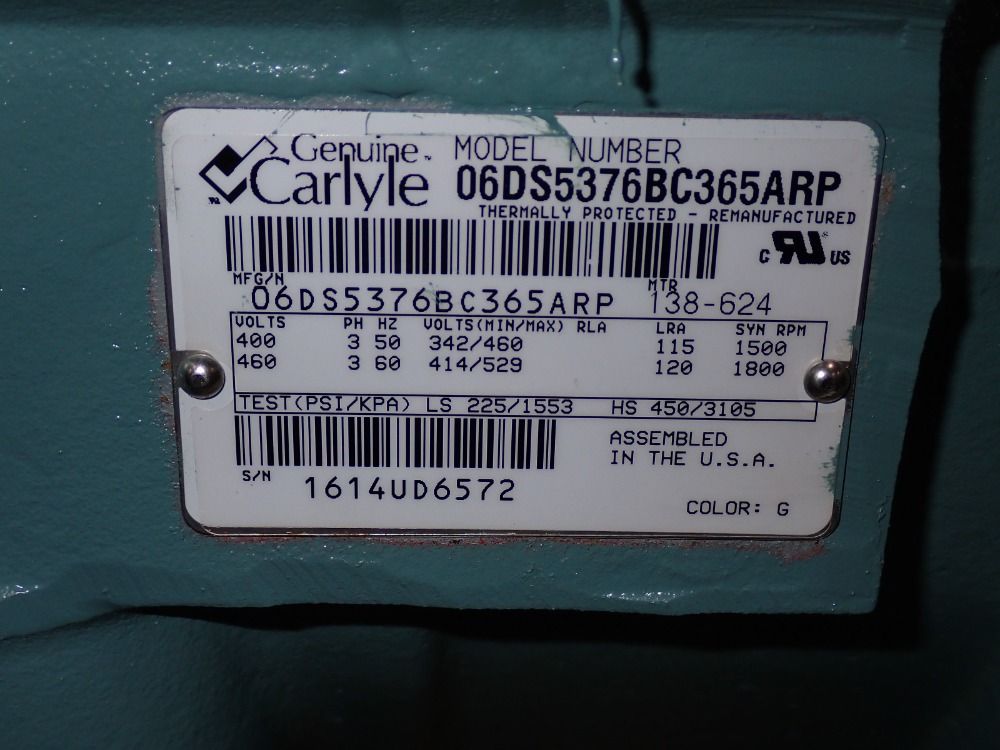 Genuine™ MODEL NUMBER
Carlyle 06DS5376BC365ARP
THERMALLY PROTECTED - REMANUFACTURED
C RU® US
MFG/N MTR
06DS5376BC365ARP 138-624
VOLTS PH HZ VOLTS(MIN/MAX) RLA LRA SYN RPM
400 3 50 342/460 115 1500
460 3 60 414/529 120 1800
TEST(PSI/KPA) LS 225/1553 HS 450/3105
ASSEMBLED
IN THE U.S.A.
S/N 1614UD6572
COLOR: G